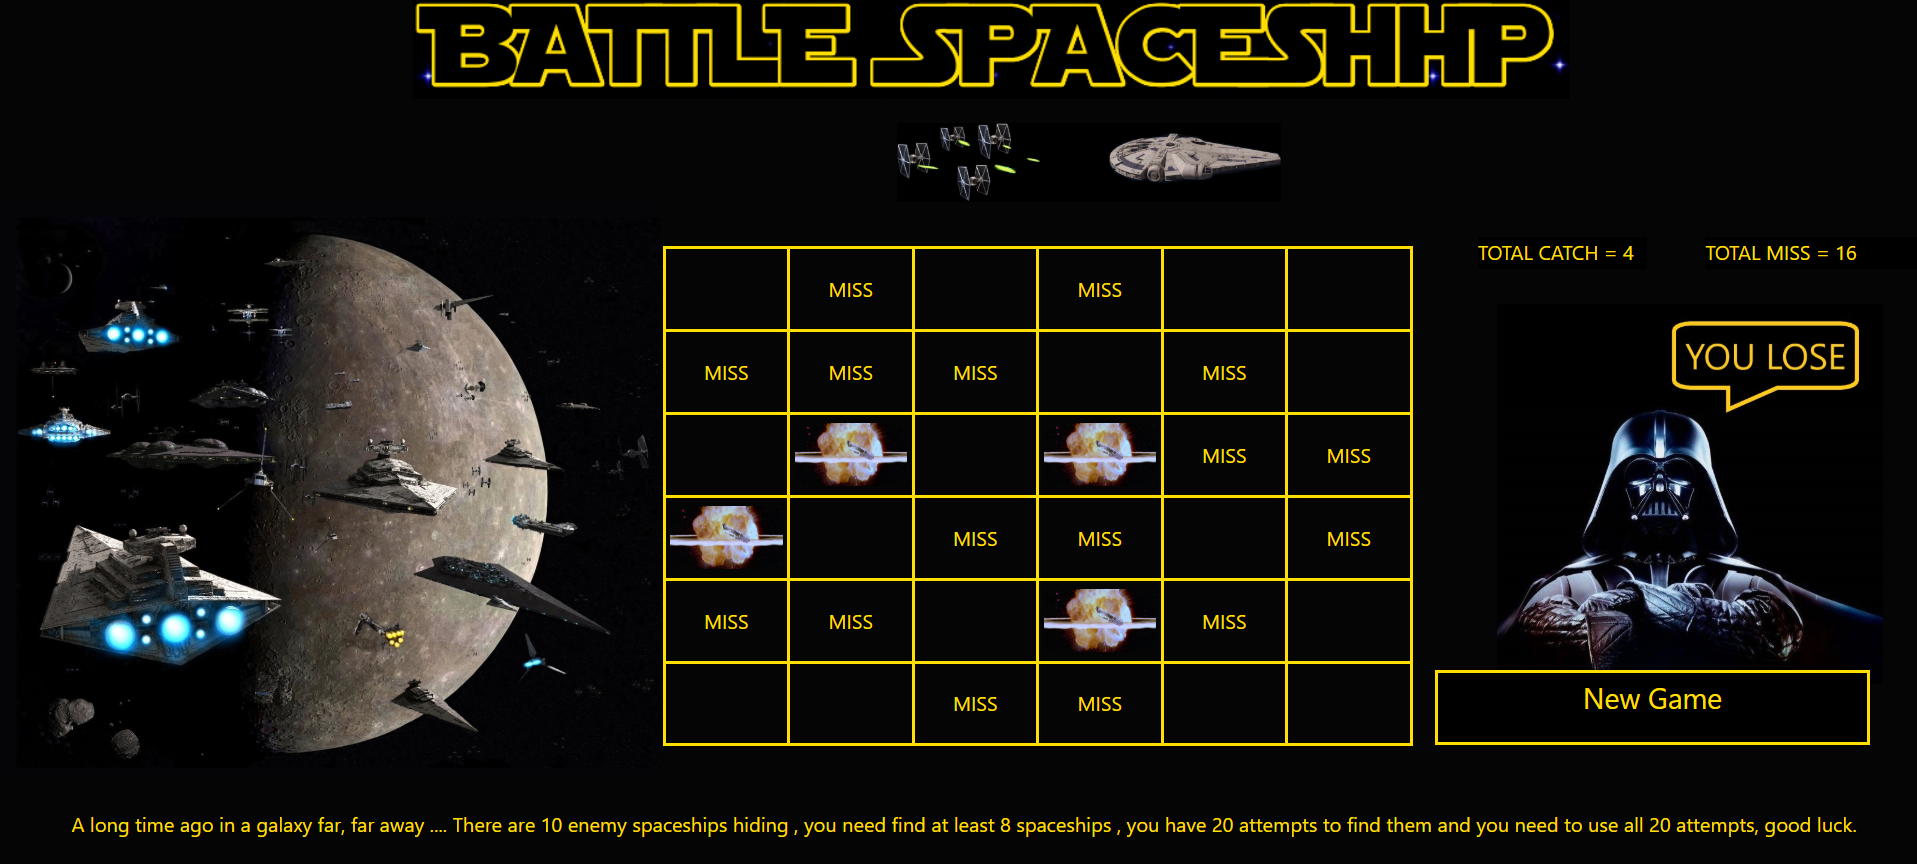 BATTLE SPACESHHP
TOTAL CATCH = 4 TOTAL MISS = 16
MISS MISS
YOU LOSE
MISS MISS MISS MISS
MISS MISS
MISS MISS MISS
MISS MISS MISS
MISS MISS
New Game
A long time ago in a galaxy far, far away .... There are 10 enemy spaceships hiding , you need find at least 8 spaceships , you have 20 attempts to find them and you need to use all 20 attempts, good luck.